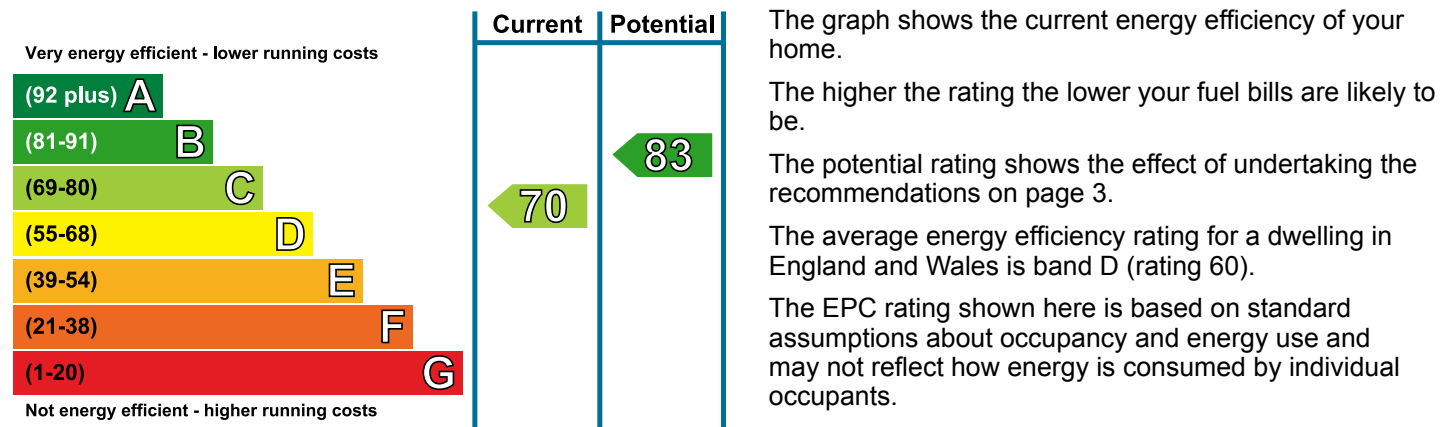 Current Potential
Very energy efficient - lower running costs
(92 plus) A
(81-91) B
83
(69-80) C
70
(55-68) D
(39-54) E
(21-38) F
(1-20) G
Not energy efficient - higher running costs
The graph shows the current energy efficiency of your
home.
The higher the rating the lower your fuel bills are likely to
be.
The potential rating shows the effect of undertaking the
recommendations on page 3.
The average energy efficiency rating for a dwelling in
England and Wales is band D (rating 60).
The EPC rating shown here is based on standard
assumptions about occupancy and energy use and
may not reflect how energy is consumed by individual
occupants.